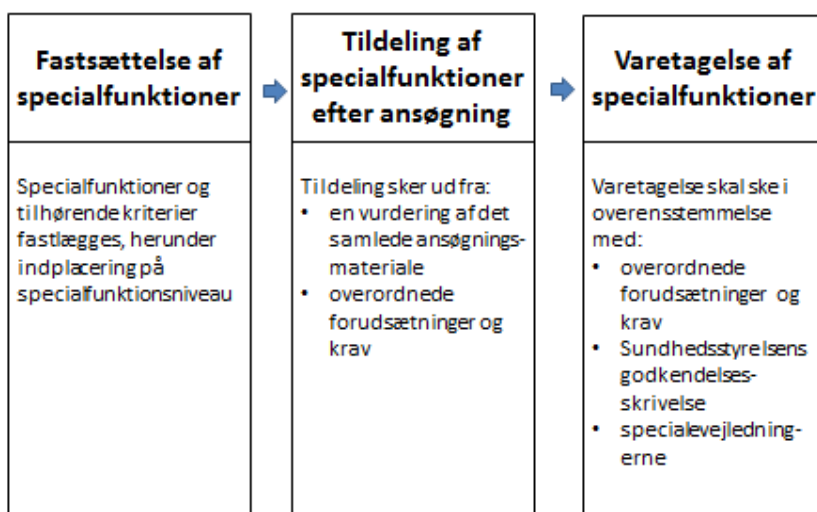 Fastsættelse af
specialfunktioner
Specialfunktioner og
tilhørende kriterier
fastlægges, herunder
indplacering på
specialfunktionsniveau
Tildeling af
specialfunktioner
efter ansøgning
Tildeling sker ud fra:
• en vurdering af det
samlede ansøgnings-
materiale
• overordnede
forudsætninger og
krav
Varetagelse af
specialfunktioner
Varetagelse skal ske i
overensstemmelse
med:
• overordnede
forudsætninger og
krav
• Sundhedsstyrelsens
godkendelses-
skrivelse
• specialevejledning-
erne